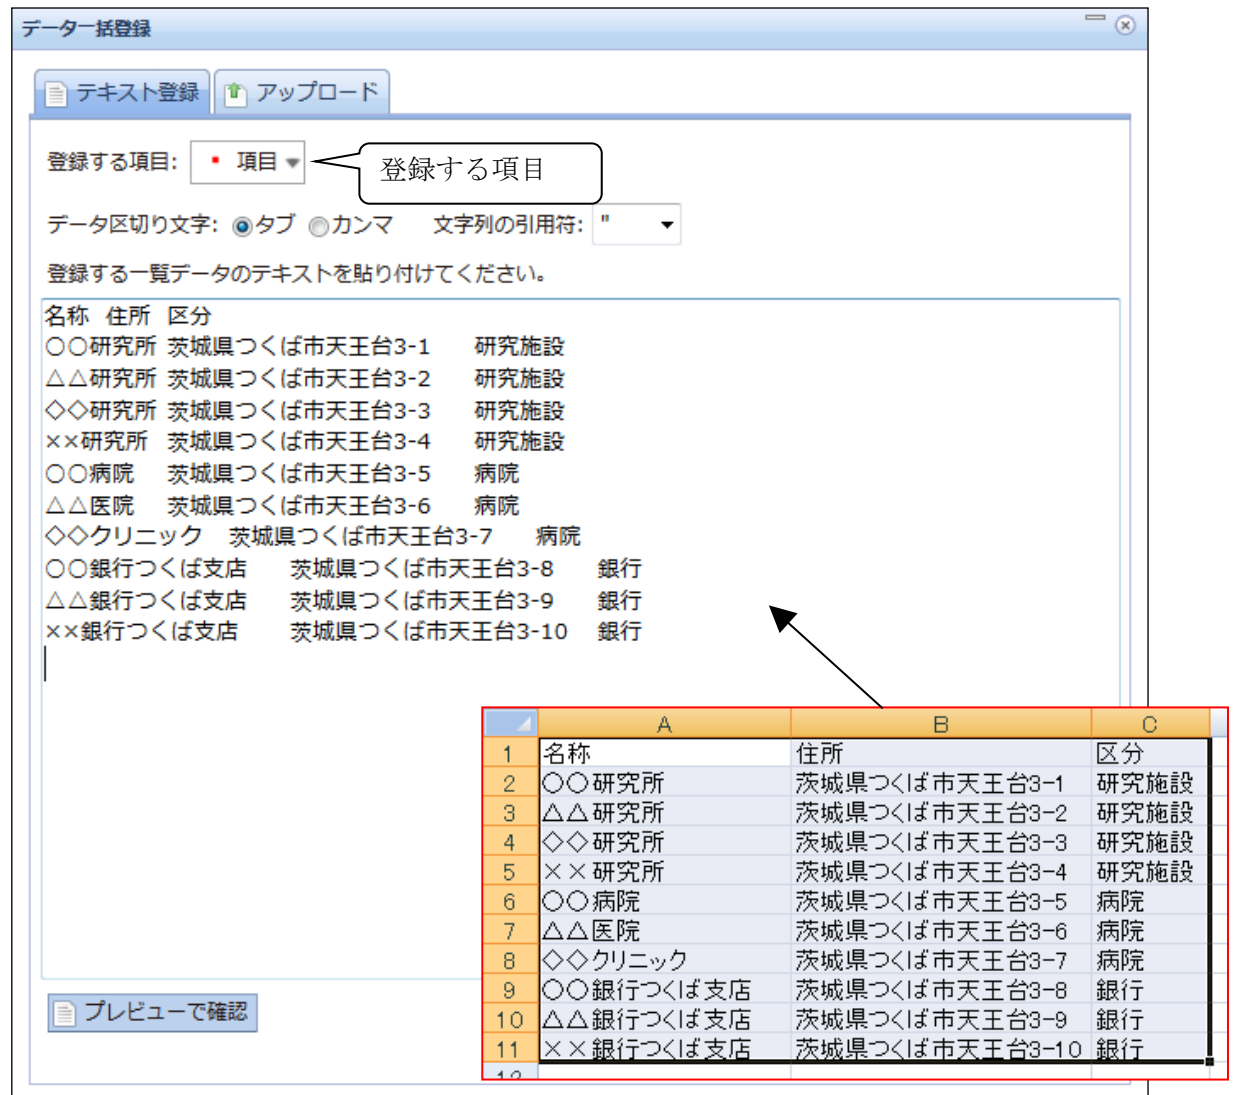 データ一括登録
テキスト登録 アップロード
登録する項目: 項目 登録する項目
データ区切り文字: タブ カンマ 文字列の引用符: "
登録する一覧データのテキストを貼り付けてください。
名称 住所 区分
○○研究所 茨城県つくば市天王台3-1 研究施設
△△研究所 茨城県つくば市天王台3-2 研究施設
◇◇研究所 茨城県つくば市天王台3-3 研究施設
××研究所 茨城県つくば市天王台3-4 研究施設
○○病院 茨城県つくば市天王台3-5 病院
△△医院 茨城県つくば市天王台3-6 病院
◇◇クリニック 茨城県つくば市天王台3-7 病院
○○銀行つくば支店 茨城県つくば市天王台3-8 銀行
△△銀行つくば支店 茨城県つくば市天王台3-9 銀行
××銀行つくば支店 茨城県つくば市天王台3-10 銀行
A B C
1 名称 住所 区分
2 ○○研究所 茨城県つくば市天王台3-1 研究施設
3 △△研究所 茨城県つくば市天王台3-2 研究施設
4 ◇◇研究所 茨城県つくば市天王台3-3 研究施設
5 ××研究所 茨城県つくば市天王台3-4 研究施設
6 ○○病院 茨城県つくば市天王台3-5 病院
7 △△医院 茨城県つくば市天王台3-6 病院
8 ◇◇クリニック 茨城県つくば市天王台3-7 病院
9 ○○銀行つくば支店 茨城県つくば市天王台3-8 銀行
10 △△銀行つくば支店 茨城県つくば市天王台3-9 銀行
11 ××銀行つくば支店 茨城県つくば市天王台3-10 銀行
12
プレビューで確認